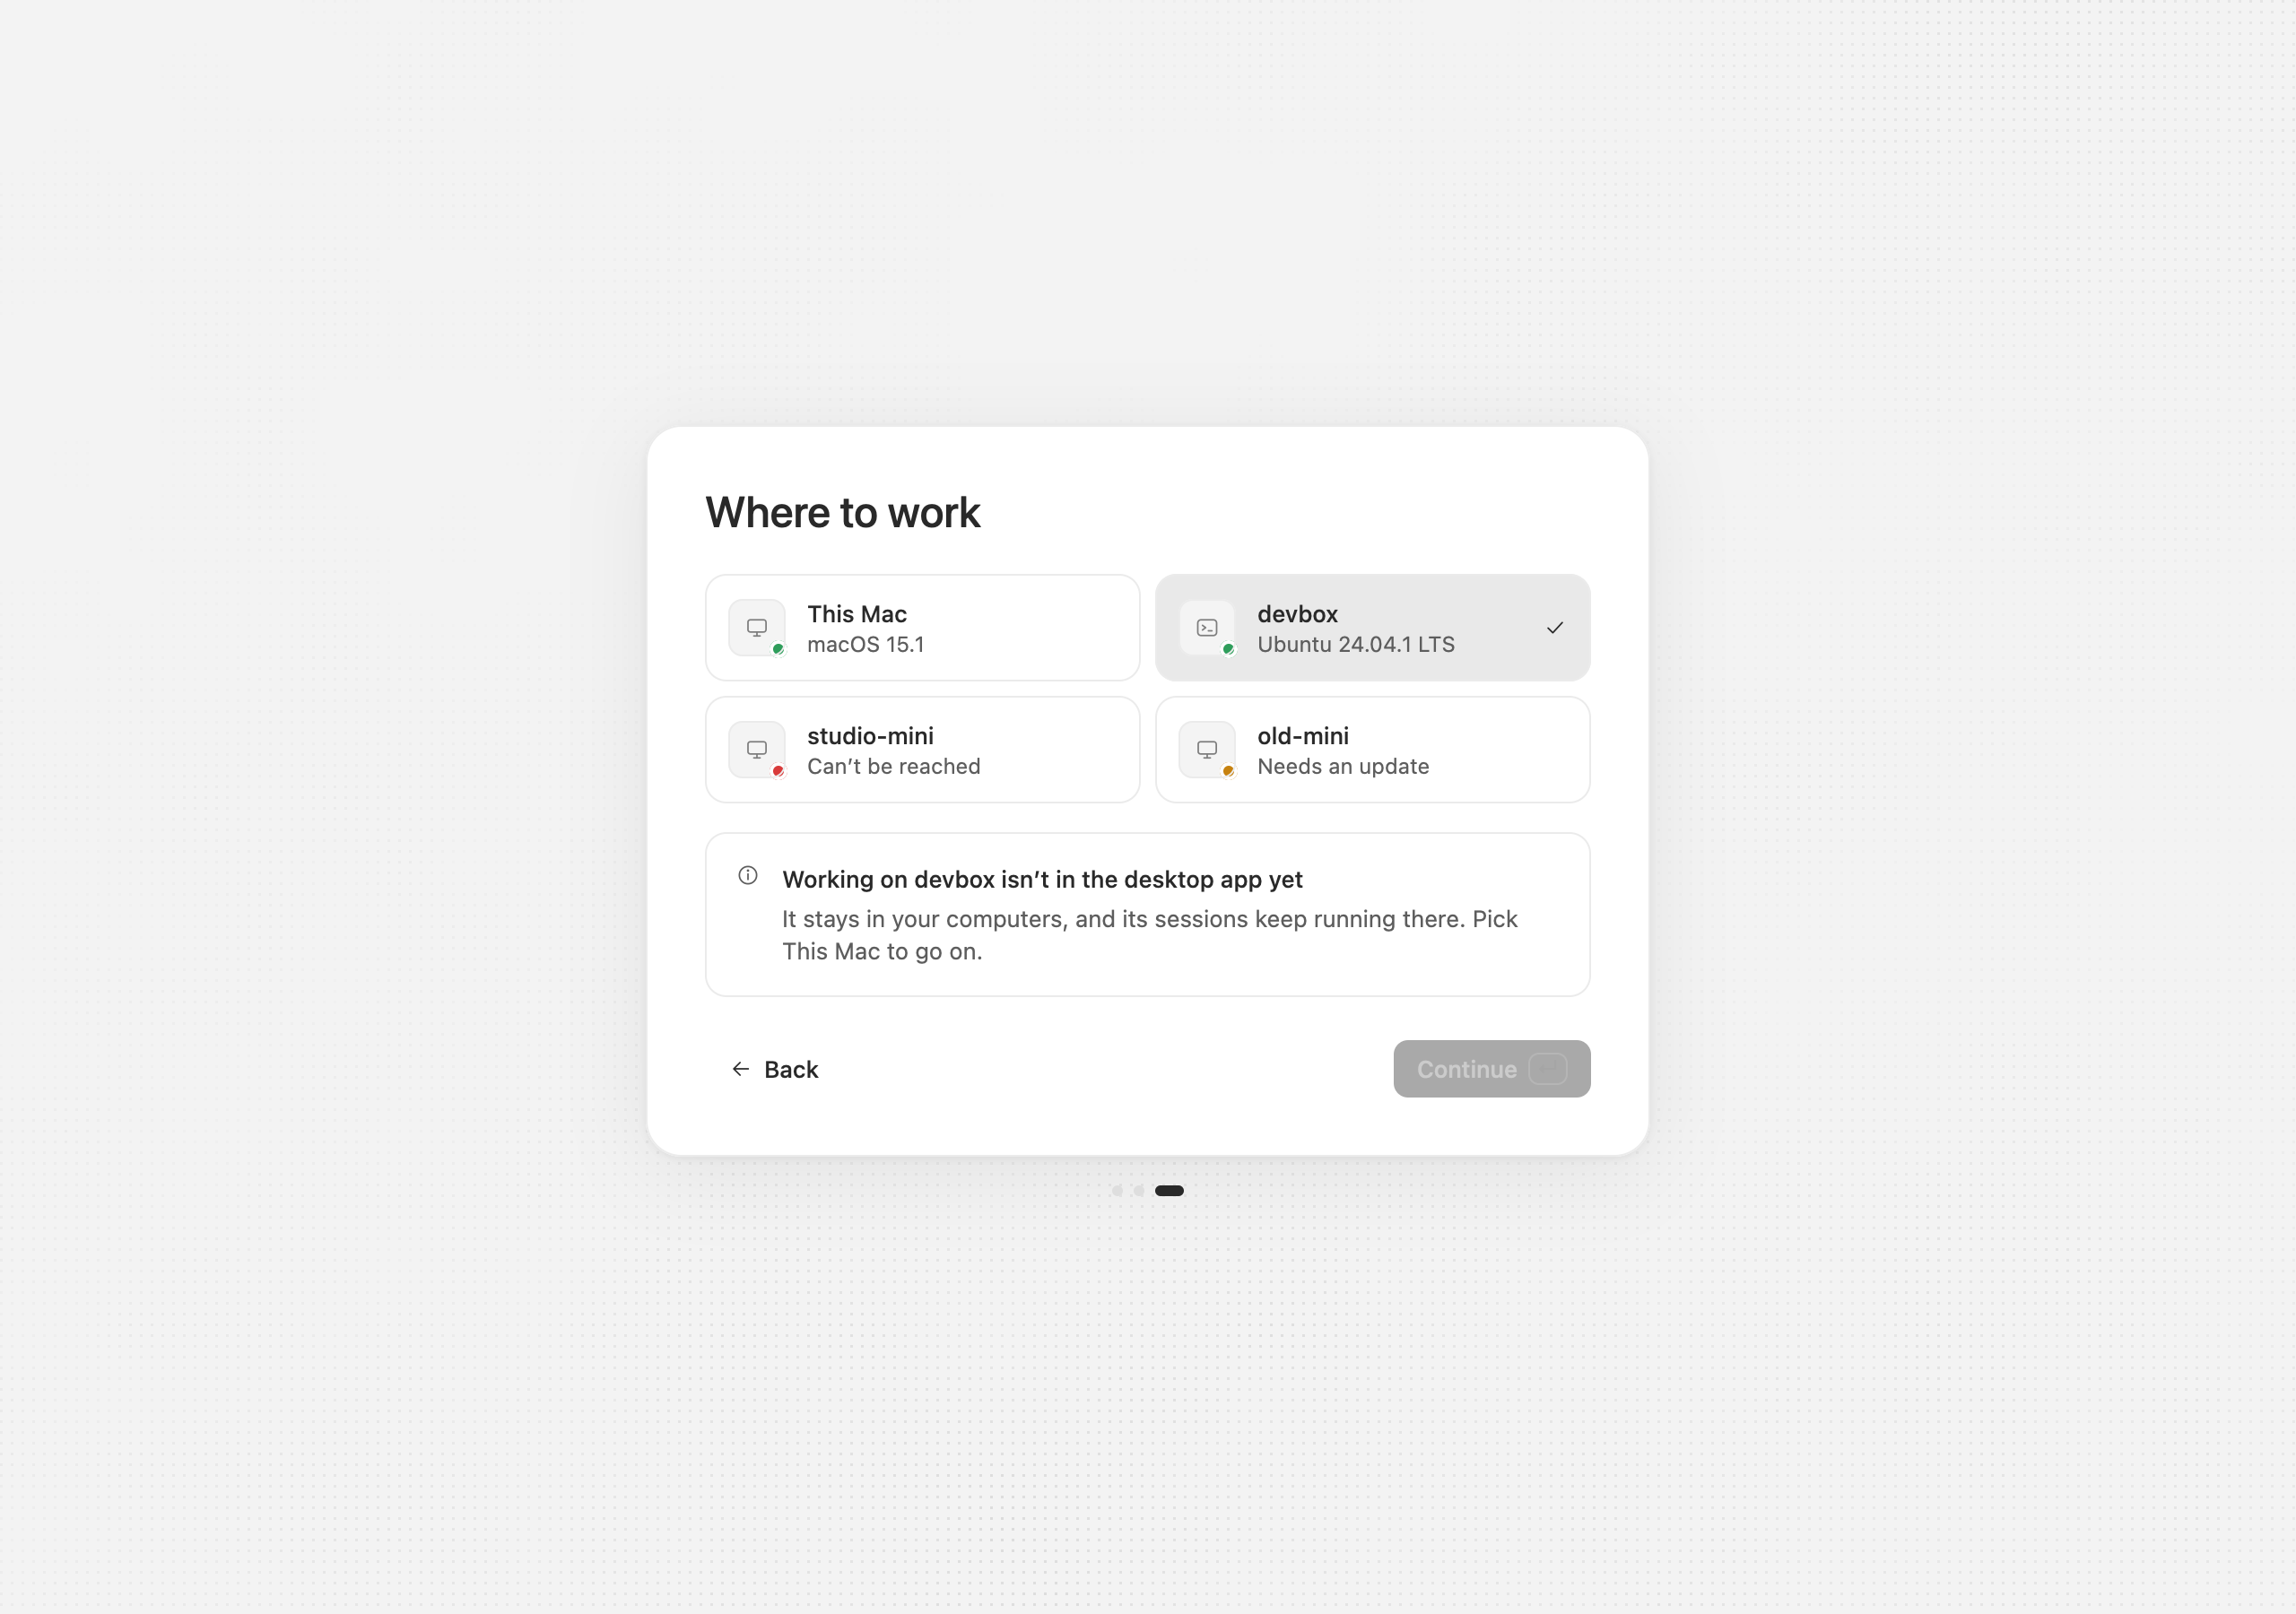 Where to work
This Mac
macOS 15.1
devbox
Ubuntu 24.04.1 LTS
studio-mini
Can’t be reached
old-mini
Needs an update
Working on devbox isn’t in the desktop app yet
It stays in your computers, and its sessions keep running there. Pick
This Mac to go on.
Back
Continue